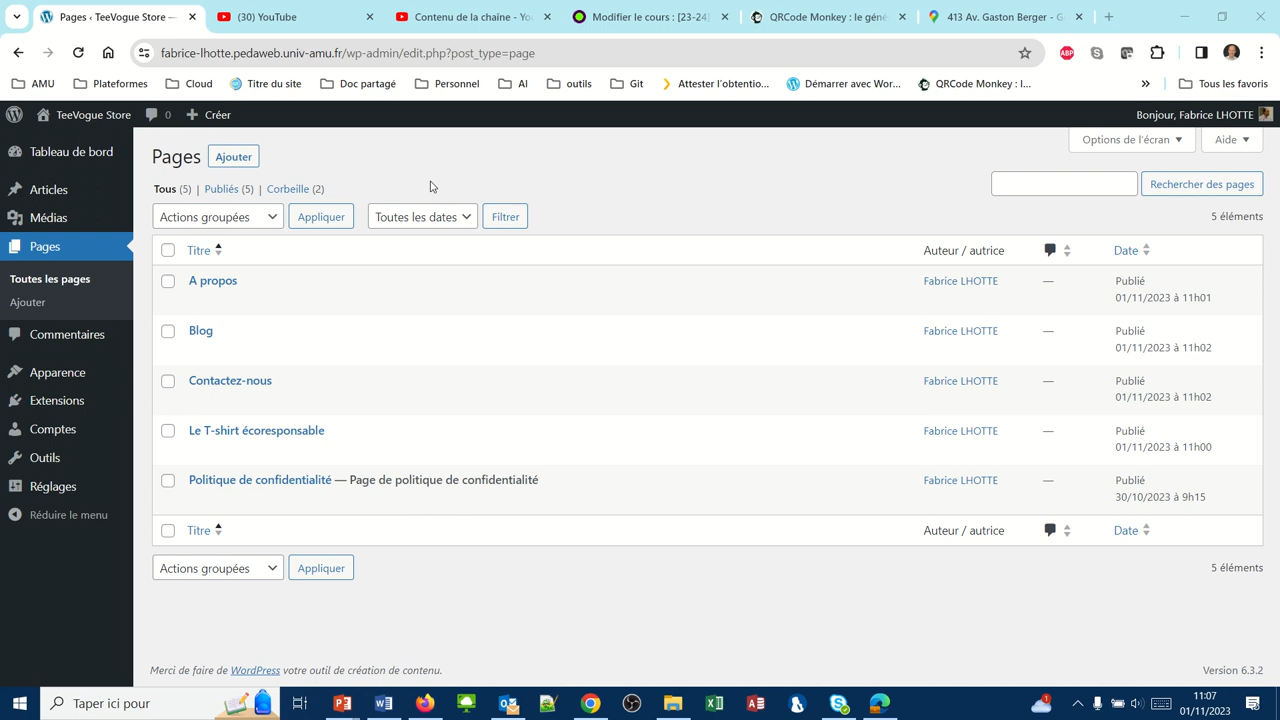 Pages ‹ TeeVogue Store —
(30) YouTube
Contenu de la chaîne - Yo
Modifier le cours : [23-24]
QRCode Monkey : le géné
413 Av. Gaston Berger - G
fabrice-lhotte.pedaweb.univ-amu.fr/wp-admin/edit.php?post_type=page
ABP
AMU
Plateformes
Cloud
Titre du site
Doc partagé
Personnel
AI
outils
Git
Attester l'obtentio...
Démarrer avec Wor...
QRCode Monkey : l...
»
Tous les favoris
TeeVogue Store
0
Créer
Bonjour, Fabrice LHOTTE
Tableau de bord
Articles
Médias
Pages
Toutes les pages
Ajouter
Commentaires
Apparence
Extensions
Comptes
Outils
Réglages
Réduire le menu
Options de l'écran
Aide
Pages Ajouter
Tous (5) | Publiés (5) | Corbeille (2)
Rechercher des pages
Actions groupées Appliquer Toutes les dates Filtrer
5 éléments
Titre Auteur / autrice Date
A propos Fabrice LHOTTE — Publié
01/11/2023 à 11h01
Blog Fabrice LHOTTE — Publié
01/11/2023 à 11h02
Contactez-nous Fabrice LHOTTE — Publié
01/11/2023 à 11h02
Le T-shirt écoresponsable Fabrice LHOTTE — Publié
01/11/2023 à 11h00
Politique de confidentialité — Page de politique de confidentialité Fabrice LHOTTE — Publié
30/10/2023 à 9h15
Titre Auteur / autrice Date
Actions groupées Appliquer
5 éléments
Merci de faire de WordPress votre outil de création de contenu.
Version 6.3.2
Taper ici pour
11:07
01/11/2023